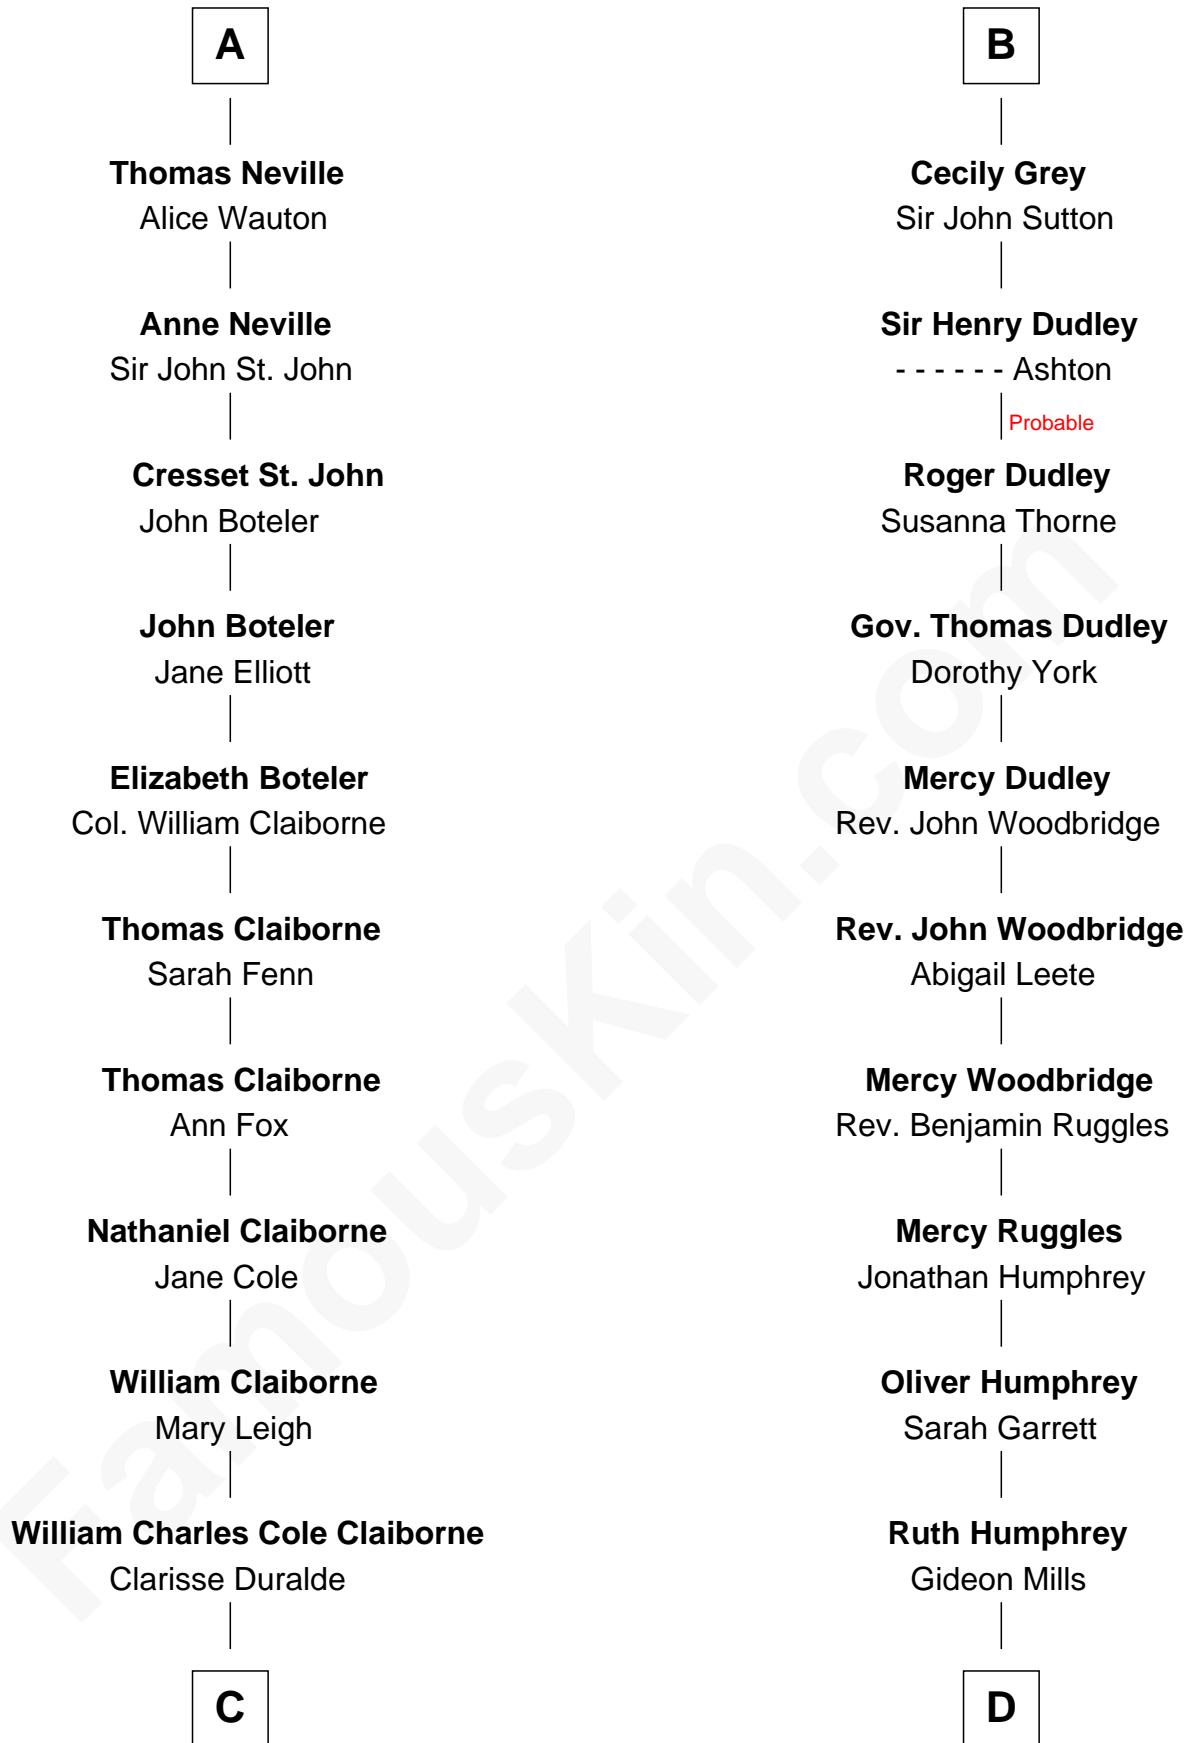 A
Thomas Neville
Alice Wauton
Anne Neville
Sir John St. John
Cresset St. John
John Boteler
John Boteler
Jane Elliott
Elizabeth Boteler
Col. William Claiborne
Thomas Claiborne
Sarah Fenn
Thomas Claiborne
Ann Fox
Nathaniel Claiborne
Jane Cole
William Claiborne
Mary Leigh
William Charles Cole Claiborne
Clarisse Duralde
C
B
Cecily Grey
Sir John Sutton
Sir Henry Dudley
- - - - - - Ashton
Probable
Roger Dudley
Susanna Thorne
Gov. Thomas Dudley
Dorothy York
Mercy Dudley
Rev. John Woodbridge
Rev. John Woodbridge
Abigail Leete
Mercy Woodbridge
Rev. Benjamin Ruggles
Mercy Ruggles
Jonathan Humphrey
Oliver Humphrey
Sarah Garrett
Ruth Humphrey
Gideon Mills
D
FamousKin.com